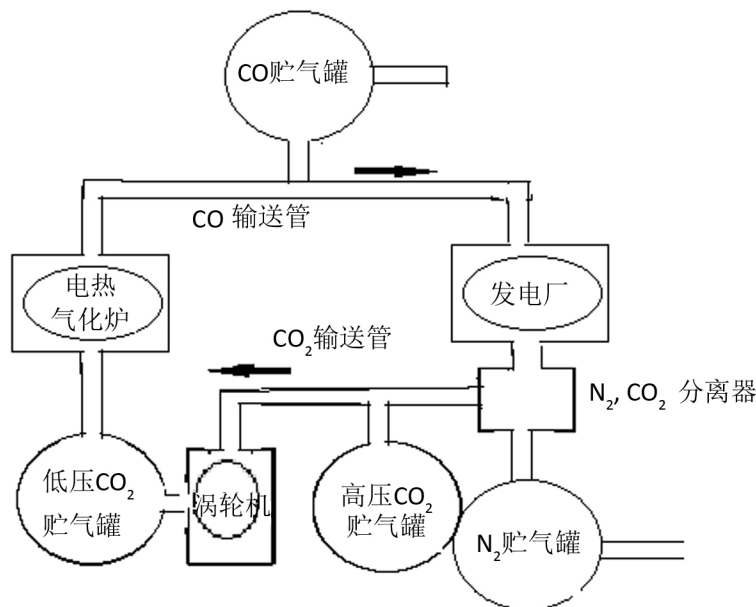 CO贮气罐
CO 输送管
电热
气化炉
发电厂
CO₂输送管
N₂, CO₂ 分离器
低压CO₂
贮气罐
涡轮机
高压CO₂
贮气罐
N₂贮气罐